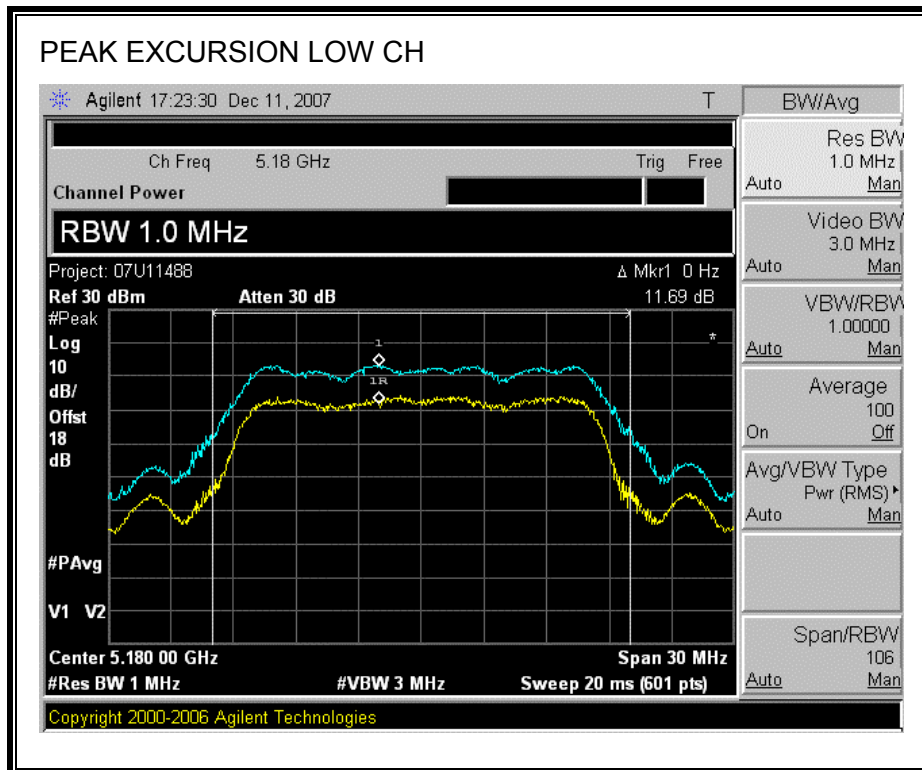 PEAK EXCURSION LOW CH
Agilent 17:23:30 Dec 11, 2007 T
Ch Freq 5.18 GHz Trig Free
Channel Power
RBW 1.0 MHz
Project: 07U11488 Δ Mkr1 0 Hz
Ref 30 dBm Atten 30 dB 11.69 dB
#Peak
Log
10
dB/
Offst
18
dB
1
1R
*
#PAvg
V1 V2
Center 5.180 00 GHz Span 30 MHz
#Res BW 1 MHz #VBW 3 MHz Sweep 20 ms (601 pts)
Copyright 2000-2006 Agilent Technologies
BW/Avg
Res BW
1.0 MHz
Auto Man
Video BW
3.0 MHz
Auto Man
VBW/RBW
1.00000
Auto Man
Average
100
On Off
Avg/VBW Type
Pwr (RMS)
Auto Man
Span/RBW
106
Auto Man